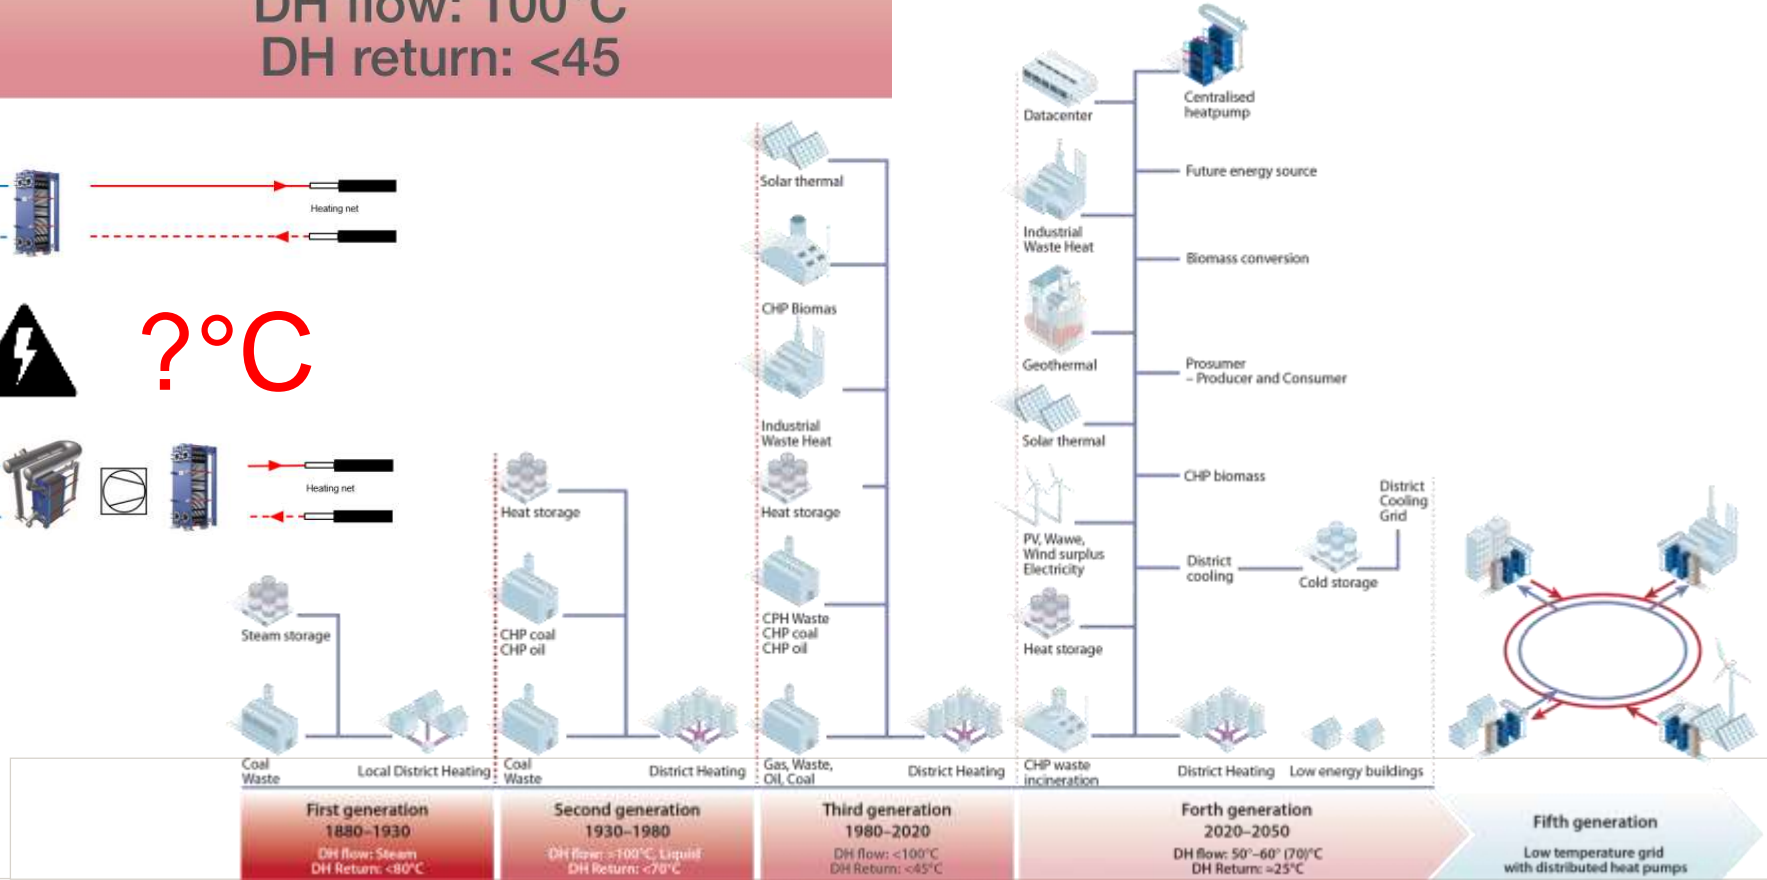 DH flow: 100°C
DH return: <45
Heating net
?°C
Heating net
Steam storage
Coal
Waste
Local District Heating
Heat storage
CHP coal
CHP oil
Coal
Waste
District Heating
Solar thermal
CHP Biomas
Industrial
Waste Heat
Heat storage
CPH Waste
CHP coal
CHP oil
Gas, Waste,
Oil, Coal
District Heating
Datacenter
Industrial
Waste Heat
Geothermal
Solar thermal
PV, Wawe,
Wind surplus
Electricity
Heat storage
CHP waste
incineration
Centralised
heatpump
Future energy source
Biomass conversion
Prosumer
– Producer and Consumer
CHP biomass
District
cooling
Cold storage
District
Cooling
Grid
District Heating
Low energy buildings
First generation
1880–1930
DH flow: Steam
DH Return: <80°C
Second generation
1930–1980
DH flow: >100°C, Liquid
DH Return: <70°C
Third generation
1980–2020
DH flow: <100°C
DH Return: <45°C
Forth generation
2020–2050
DH flow: 50°–60° (70)°C
DH Return: ≈25°C
Fifth generation
Low temperature grid
with distributed heat pumps